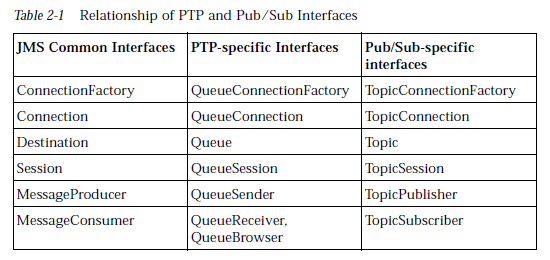 Table 2-1 Relationship of PTP and Pub/Sub Interfaces
JMS Common Interfaces PTP-specific Interfaces Pub/Sub-specific
interfaces
ConnectionFactory QueueConnectionFactory TopicConnectionFactory
Connection QueueConnection TopicConnection
Destination Queue Topic
Session QueueSession TopicSession
MessageProducer QueueSender TopicPublisher
MessageConsumer QueueReceiver, TopicSubscriber
QueueBrowser